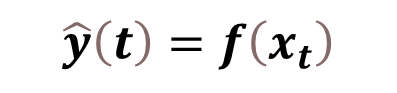 ŷ(t) = f(xₜ)